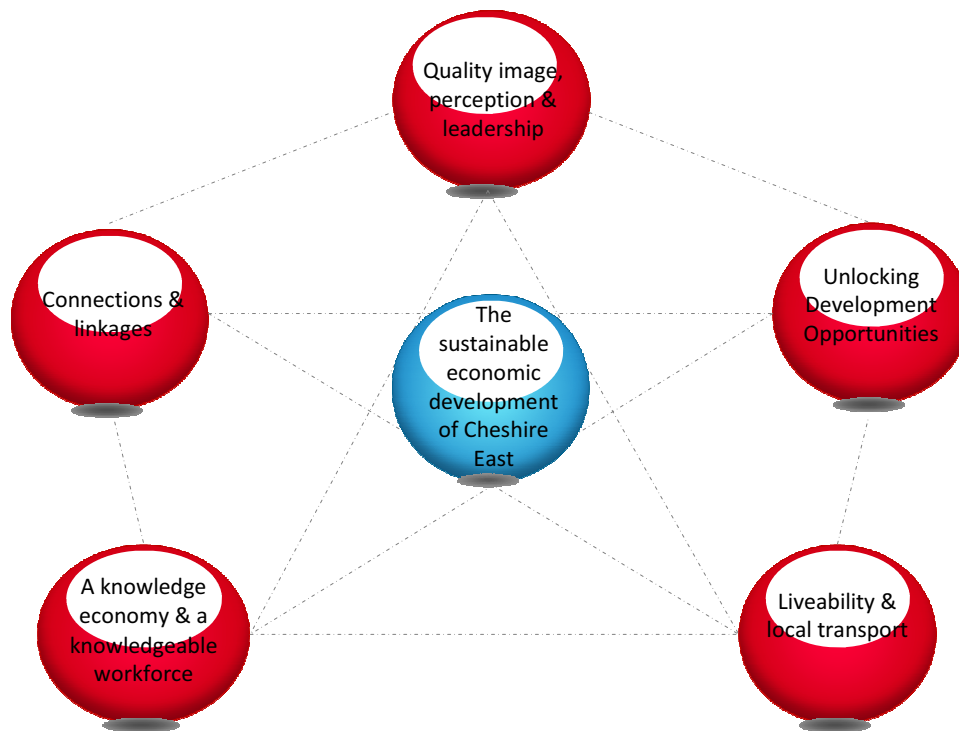 Quality image,
perception &
leadership
Connections &
linkages
Unlocking
Development
Opportunities
The
sustainable
economic
development
of Cheshire
East
A knowledge
economy & a
knowledgeable
workforce
Liveability &
local transport